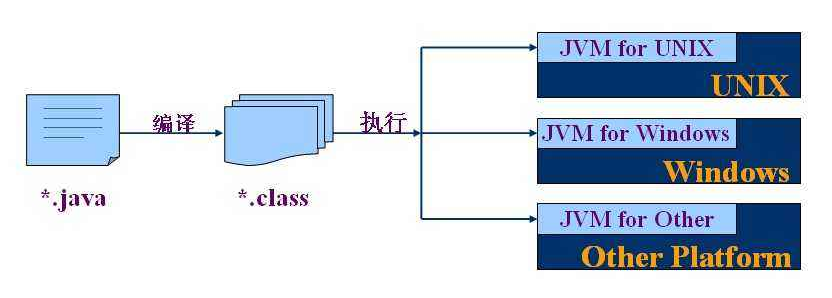 *.java
编译
*.class
执行
JVM for UNIX
UNIX
JVM for Windows
Windows
JVM for Other
Other Platform